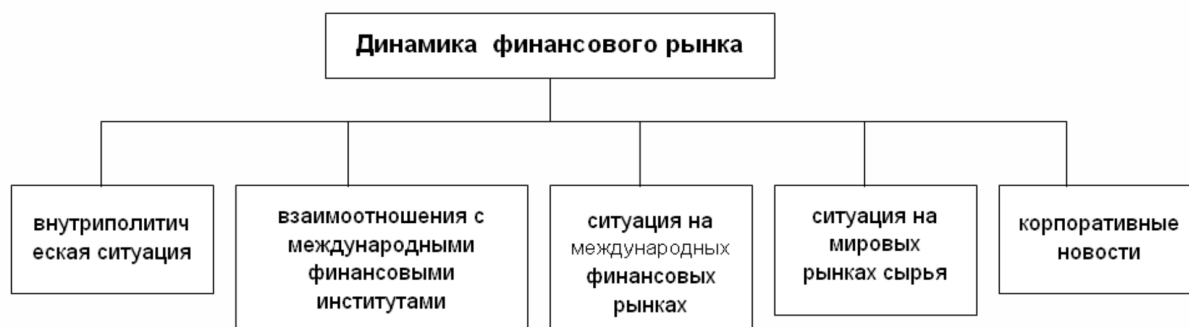 Динамика финансового рынка
внутриполитич
еская ситуация
взаимоотношения с
международными
финансовыми
институтами
ситуация на
международных
финансовых
рынках
ситуация на
мировых
рынках сырья
корпоративные
новости